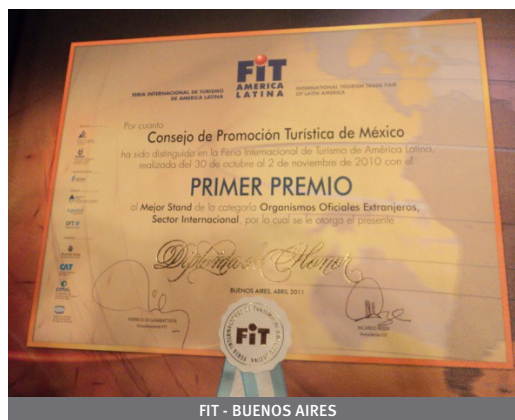 FiT
AMERICA
LATINA
FERIA INTERNACIONAL DE TURISMO
DE AMERICA LATINA
INTERNATIONAL TOURISM TRADE FAIR
OF LATIN AMERICA
Por cuanto
Consejo de Promoción Turística de México
ha sido distinguida en la Feria Internacional de Turismo de América Latina,
realizada del 30 de octubre al 2 de noviembre de 2010 con el
PRIMER PREMIO
al Mejor Stand de la categoría Organismos Oficiales Extranjeros,
Sector Internacional, por lo cual se le otorga el presente
Diploma de Honor
BUENOS AIRES, ABRIL 2011
CAT
FiT
FIT - BUENOS AIRES